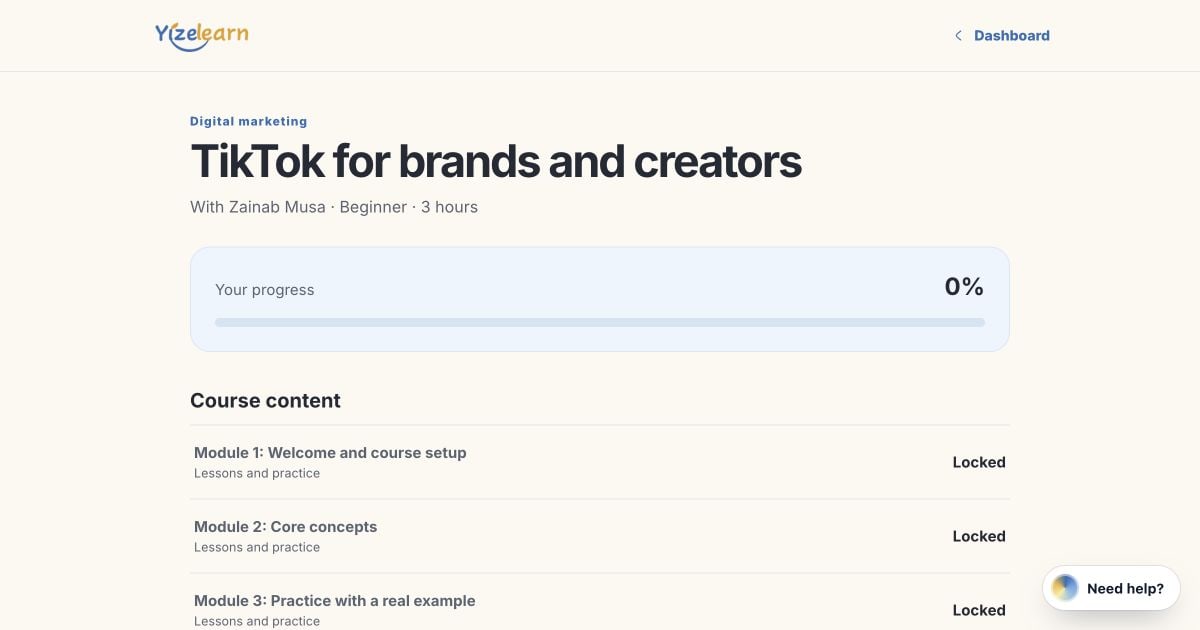 Yizelearn
Dashboard
Digital marketing
TikTok for brands and creators
With Zainab Musa · Beginner · 3 hours
Your progress
0%
Course content
Module 1: Welcome and course setup
Lessons and practice
Locked
Module 2: Core concepts
Lessons and practice
Locked
Module 3: Practice with a real example
Lessons and practice
Locked
Need help?